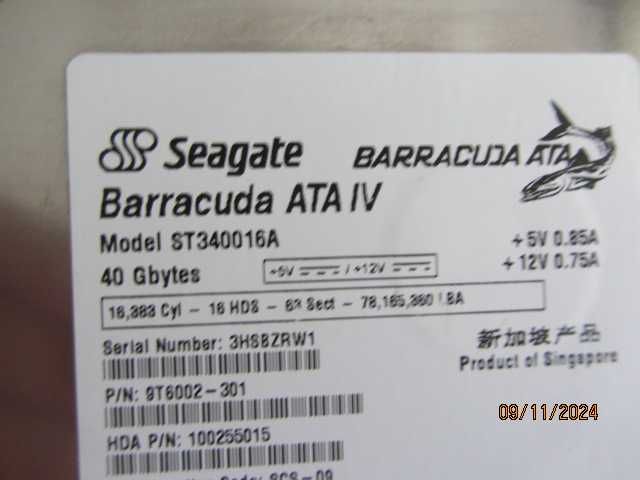 Seagate BARRACUDA ATA
Barracuda ATA IV
Model ST340016A +5V 0.85A
40 Gbytes +5V / +12V +12V 0.75A
16,383 Cyl - 16 HDS - 63 Sect - 78,165,360 LBA
Serial Number: 3HSBZRW1
新加坡产品
Product of Singapore
P/N: 9T6002-301
09/11/2024
HDA P/N: 100255015